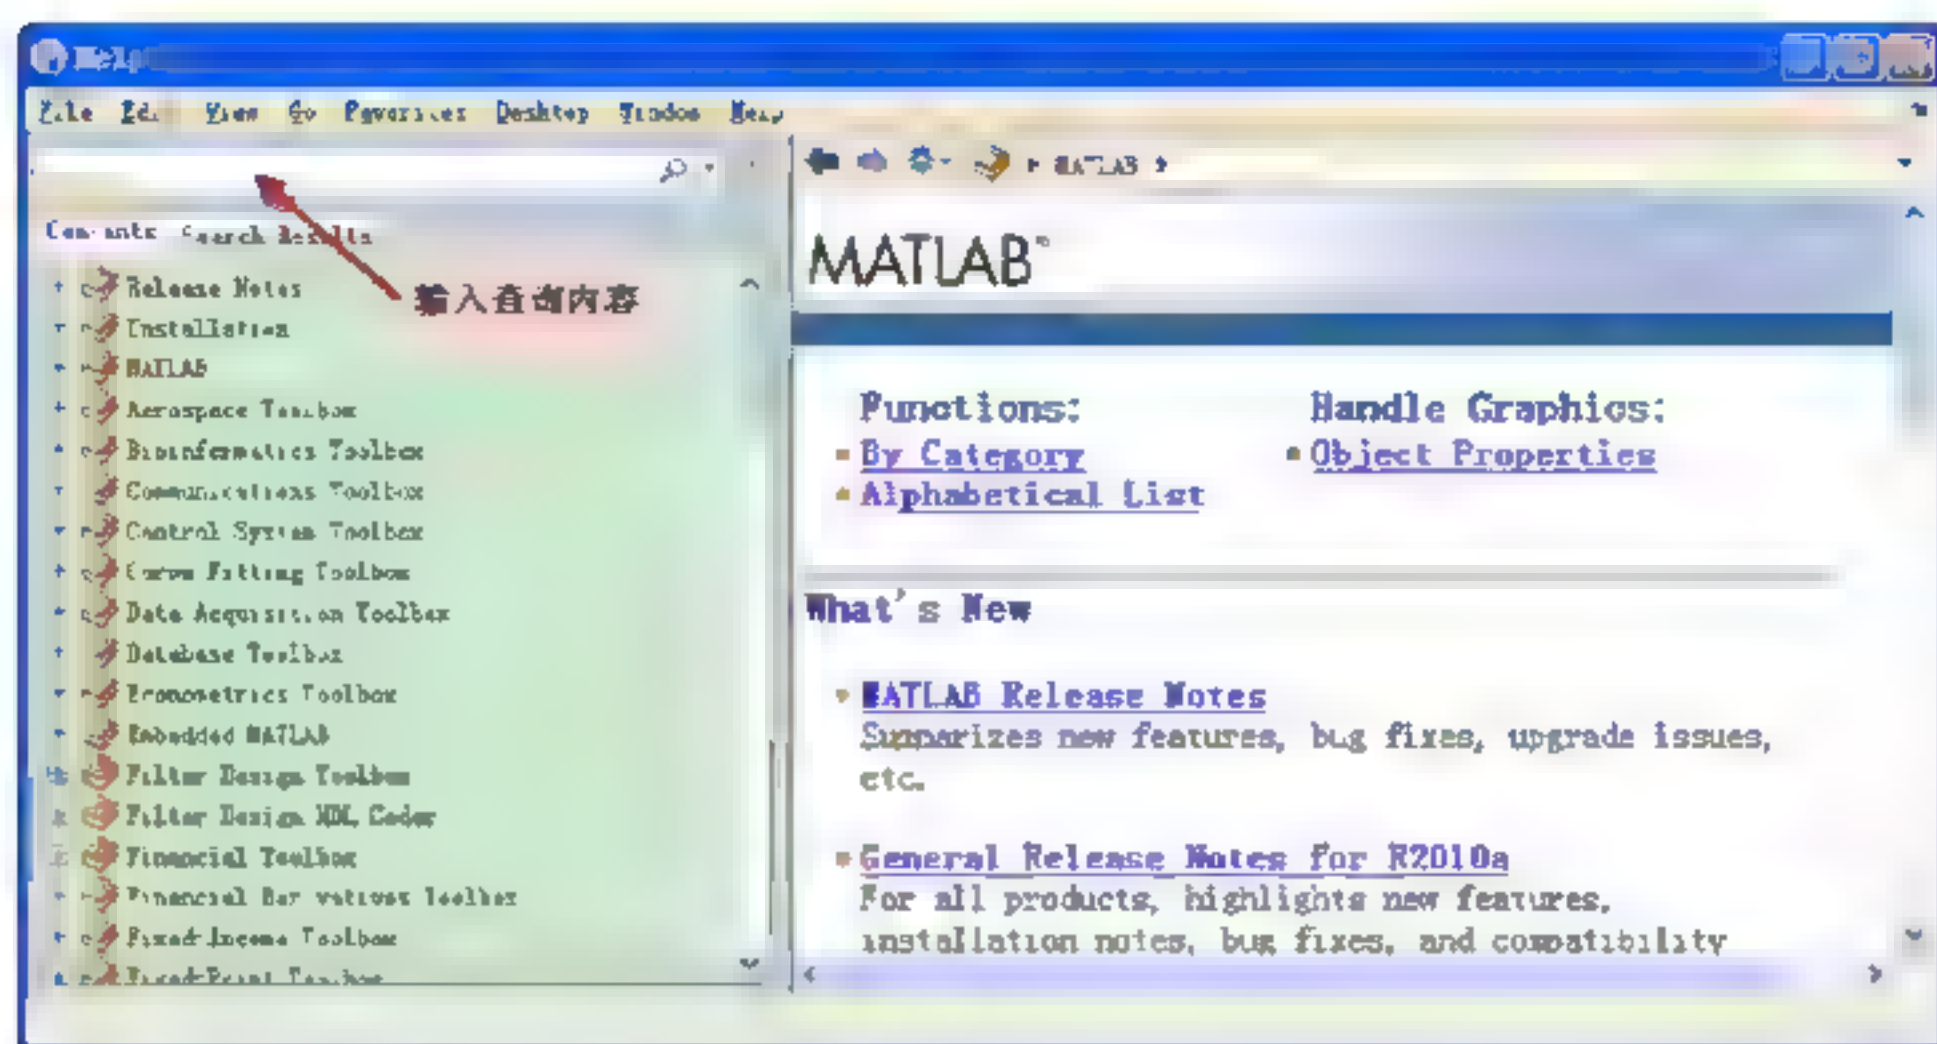 Help
File Edit View Go Favorites Desktop Window Help
MATLAB
Contents Search Results
输入查询内容
Release Notes
Installation
MATLAB
Aerospace Toolbox
Bioinformatics Toolbox
Communications Toolbox
Control System Toolbox
Curve Fitting Toolbox
Data Acquisition Toolbox
Database Toolbox
Econometrics Toolbox
Embedded MATLAB
Filter Design Toolbox
Filter Design HDL Coder
Financial Toolbox
Financial Derivatives Toolbox
Fixed-Income Toolbox
Fixed-Point Toolbox
MATLAB
Functions:
By Category
Alphabetical List
Handle Graphics:
Object Properties
What's New
MATLAB Release Notes
Summarizes new features, bug fixes, upgrade issues,
etc.
General Release Notes for R2010a
For all products, highlights new features,
installation notes, bug fixes, and compatibility